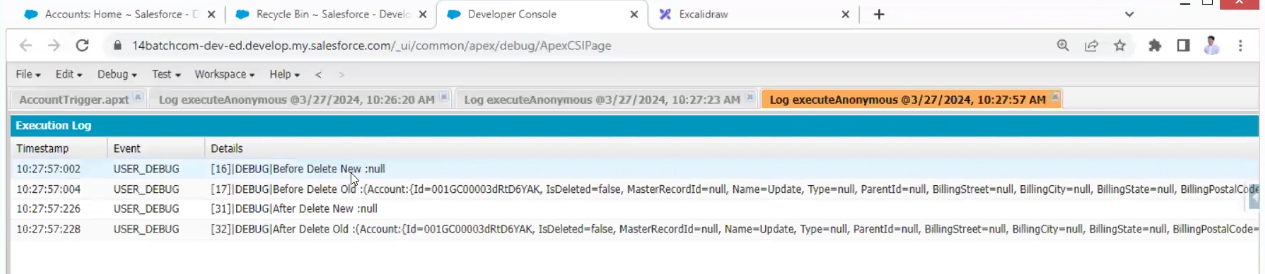 Accounts: Home ~ Salesforce - D
Recycle Bin ~ Salesforce - Develo
Developer Console
Excalidraw
14batchcom-dev-ed.develop.my.salesforce.com/_ui/common/apex/debug/ApexCSIPage
File Edit Debug Test Workspace Help < >
AccountTrigger.apxt Log executeAnonymous @3/27/2024, 10:26:20 AM Log executeAnonymous @3/27/2024, 10:27:23 AM Log executeAnonymous @3/27/2024, 10:27:57 AM
Execution Log
Timestamp Event Details
10:27:57:002 USER_DEBUG [16]|DEBUG|Before Delete New :null
10:27:57:004 USER_DEBUG [17]|DEBUG|Before Delete Old :(Account:{Id=001GC00003dRtD6YAK, IsDeleted=false, MasterRecordId=null, Name=Update, Type=null, ParentId=null, BillingStreet=null, BillingCity=null, BillingState=null, BillingPostalCode
10:27:57:226 USER_DEBUG [31]|DEBUG|After Delete New :null
10:27:57:228 USER_DEBUG [32]|DEBUG|After Delete Old :(Account:{Id=001GC00003dRtD6YAK, IsDeleted=false, MasterRecordId=null, Name=Update, Type=null, ParentId=null, BillingStreet=null, BillingCity=null, BillingState=null, BillingPostalCode=